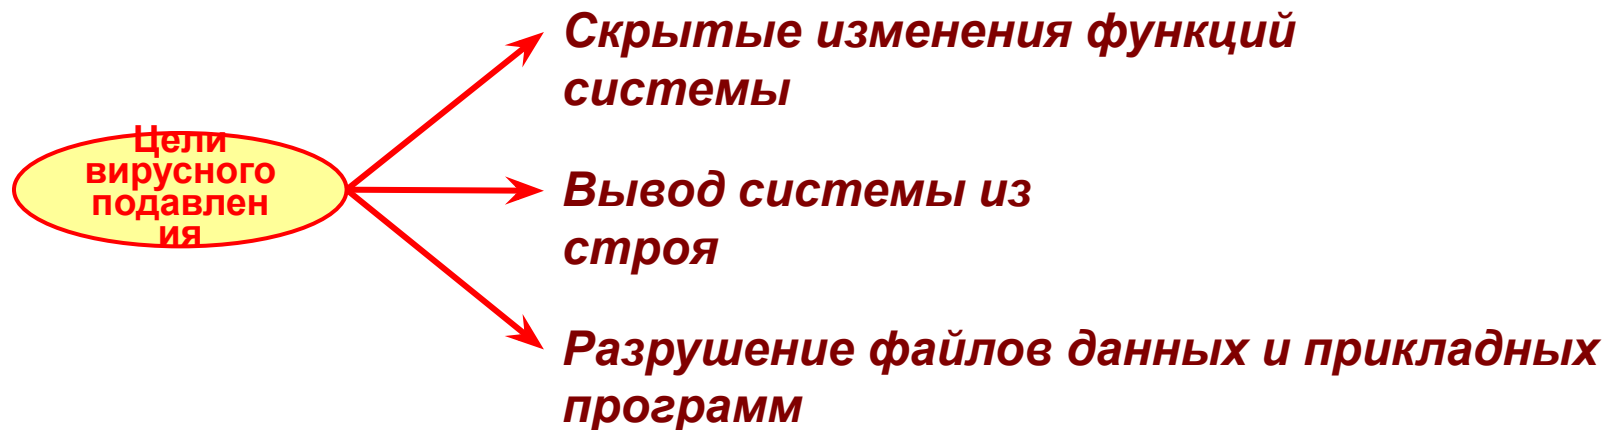 Скрытые изменения функций
системы
Цели
вирусного
подавлен
ия
Вывод системы из
строя
Разрушение файлов данных и прикладных
программ